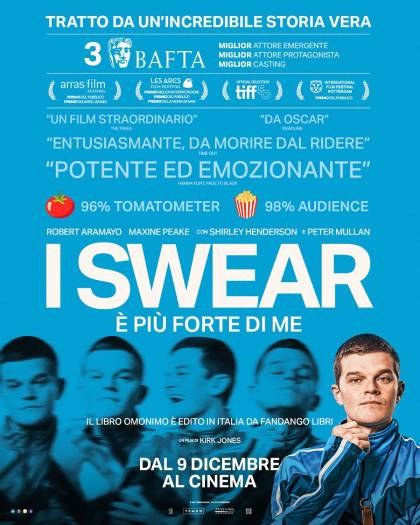 TRATTO DA UN'INCREDIBILE STORIA VERA
3 BAFTA
MIGLIOR ATTORE EMERGENTE
MIGLIOR ATTORE PROTAGONISTA
MIGLIOR CASTING
arras film FESTIVAL
LES ARCS
OFFICIAL SELECTION
tiff
INTERNATIONAL FILM FESTIVAL ROTTERDAM
"UN FILM STRAORDINARIO"
THE TIMES
"DA OSCAR"
DEADLINE
"ENTUSIASMANTE, DA MORIRE DAL RIDERE"
TIME OUT
"POTENTE ED EMOZIONANTE"
96% TOMATOMETER
98% AUDIENCE
ROBERT ARAMAYO MAXINE PEAKE CON SHIRLEY HENDERSON E PETER MULLAN
I SWEAR
È PIÙ FORTE DI ME
IL LIBRO OMONIMO È EDITO IN ITALIA DA FANDANGO LIBRI
UN FILM DI KIRK JONES
DAL 9 DICEMBRE
AL CINEMA